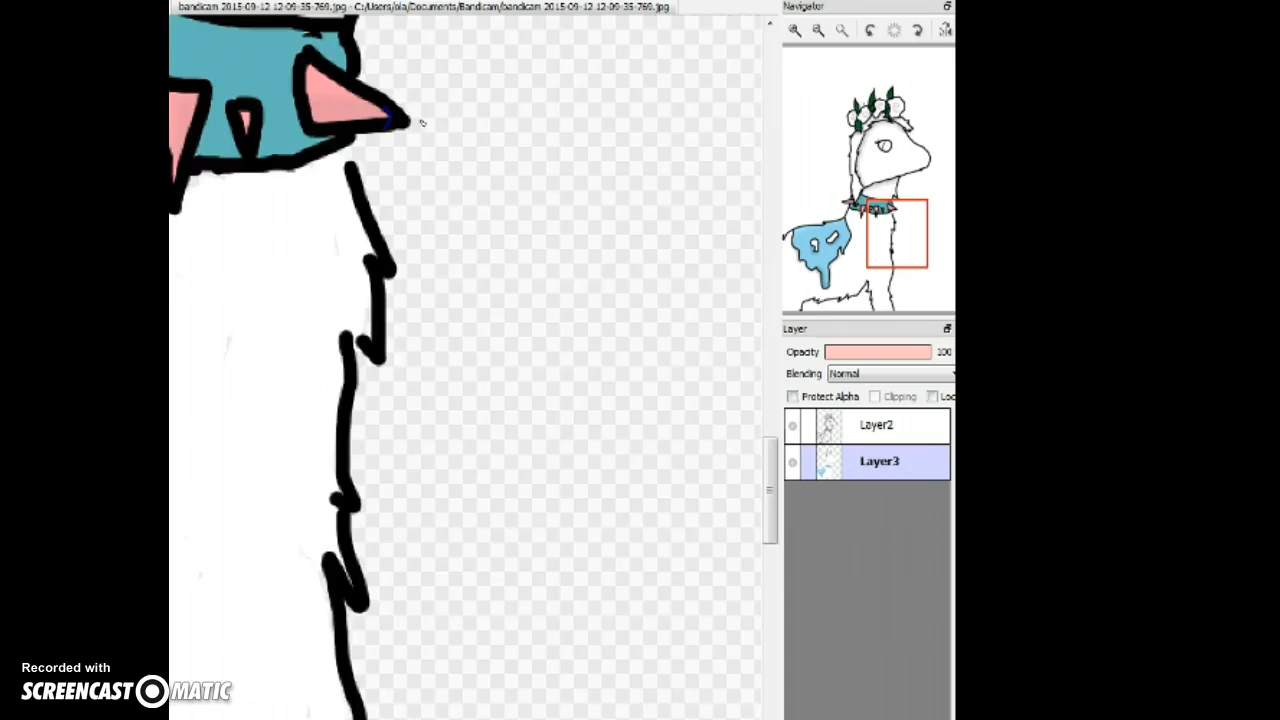 bandicam 2015-09-12 12-09-35-769.jpg - C:/Users/ola/Documents/Bandicam/bandicam 2015-09-12 12-09-35-769.jpg
Navigator
Layer
Opacity 100
Blending Normal
Protect Alpha Clipping Loc
Layer2
Layer3
Recorded with
SCREENCAST MATIC